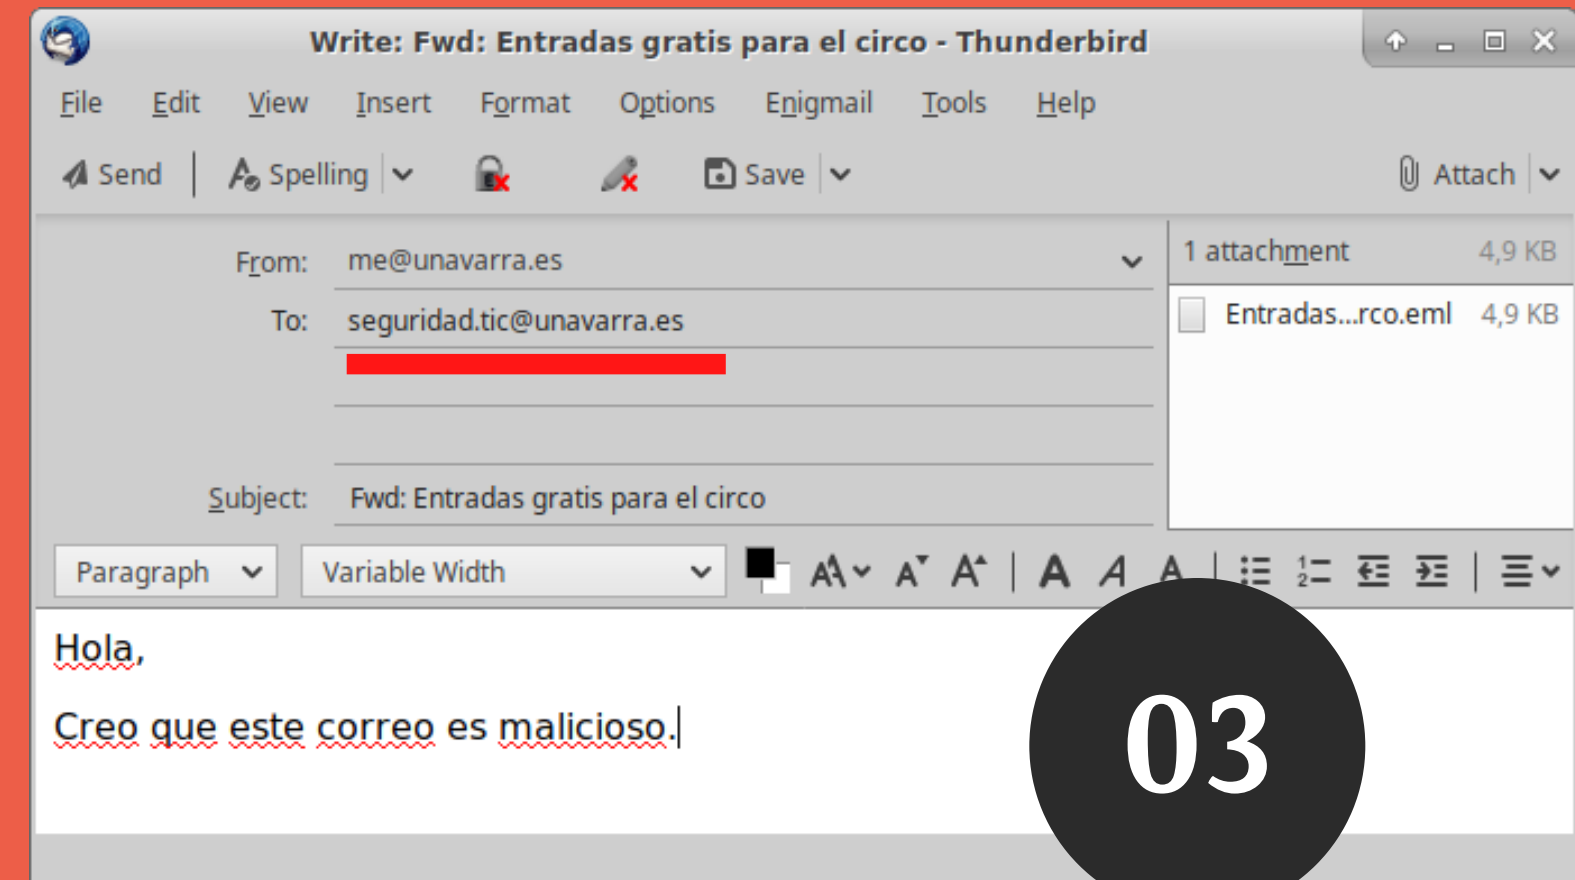 Write: Fwd: Entradas gratis para el circo - Thunderbird
File Edit View Insert Format Options Enigmail Tools Help
Send Spelling Save Attach
From: me@unavarra.es
1 attachment 4,9 KB
To: seguridad.tic@unavarra.es
Entradas...rco.eml 4,9 KB
Subject: Fwd: Entradas gratis para el circo
Paragraph Variable Width
Hola,
Creo que este correo es malicioso.
03